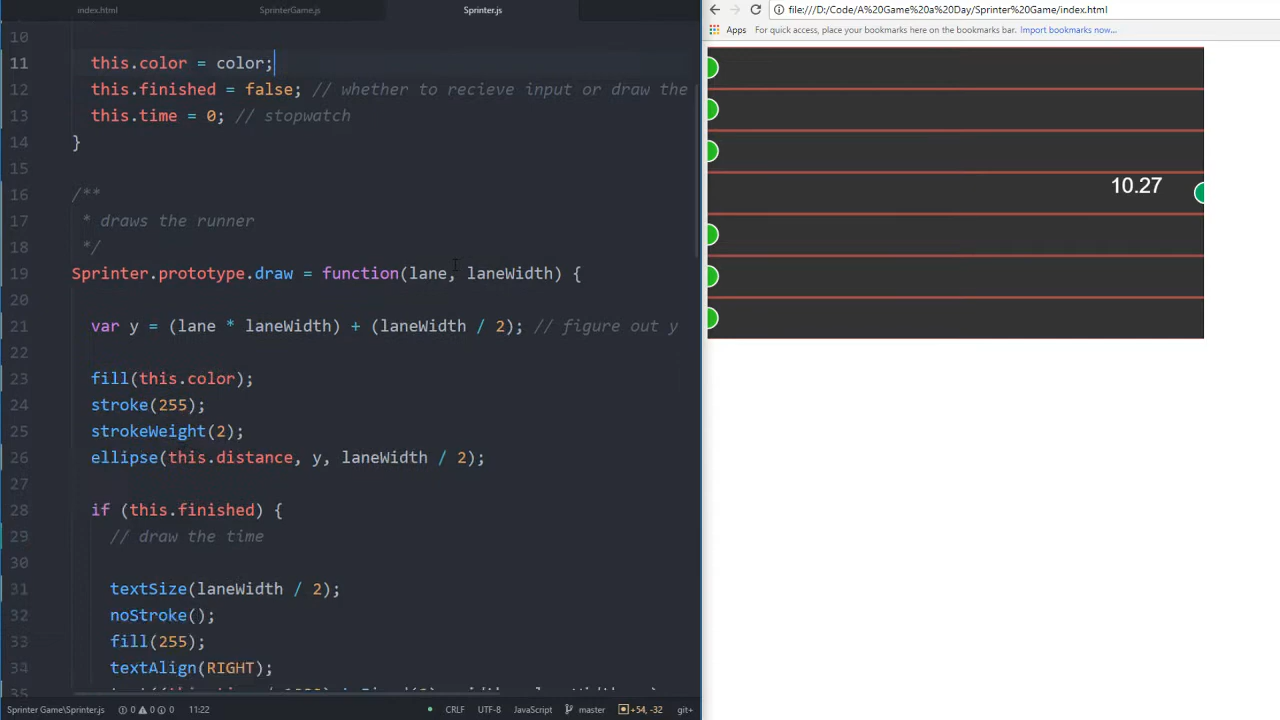 index.html
SprinterGame.js
Sprinter.js
10
11 this.color = color;
12 this.finished = false; // whether to recieve input or draw the
13 this.time = 0; // stopwatch
14 }
15
16 /**
17 * draws the runner
18 */
19 Sprinter.prototype.draw = function(lane, laneWidth) {
20
21 var y = (lane * laneWidth) + (laneWidth / 2); // figure out y
22
23 fill(this.color);
24 stroke(255);
25 strokeWeight(2);
26 ellipse(this.distance, y, laneWidth / 2);
27
28 if (this.finished) {
29 // draw the time
30
31 textSize(laneWidth / 2);
32 noStroke();
33 fill(255);
34 textAlign(RIGHT);
Sprinter Game\Sprinter.js 0 0 0 11:22 CRLF UTF-8 JavaScript master +54, -32 git+
file:///D:/Code/A%20Game%20a%20Day/Sprinter%20Game/index.html
Apps For quick access, place your bookmarks here on the bookmarks bar. Import bookmarks now...
10.27